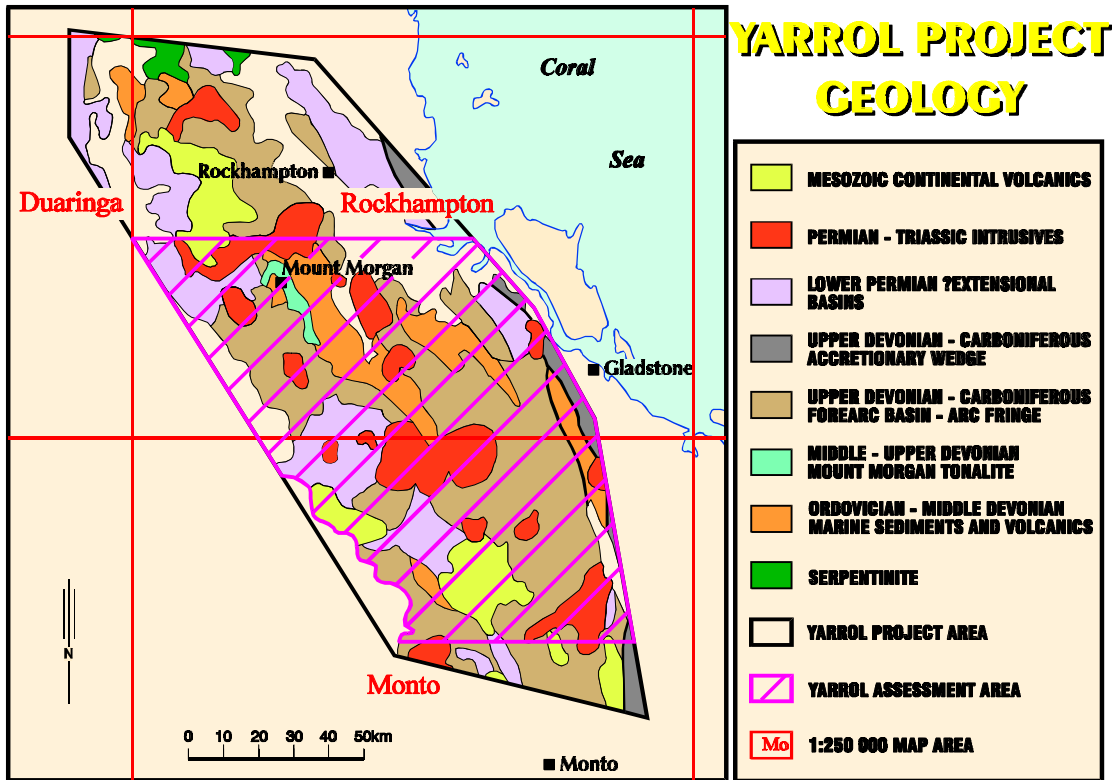 YARROL PROJECT
GEOLOGY
Coral
Sea
Rockhampton
Duaringa
Rockhampton
Mount Morgan
Gladstone
Monto
N
0 10 20 30 40 50km
Monto
MESOZOIC CONTINENTAL VOLCANICS
PERMIAN - TRIASSIC INTRUSIVES
LOWER PERMIAN ?EXTENSIONAL
BASINS
UPPER DEVONIAN - CARBONIFEROUS
ACCRETIONARY WEDGE
UPPER DEVONIAN - CARBONIFEROUS
FOREARC BASIN - ARC FRINGE
MIDDLE - UPPER DEVONIAN
MOUNT MORGAN TONALITE
ORDOVICIAN - MIDDLE DEVONIAN
MARINE SEDIMENTS AND VOLCANICS
SERPENTINITE
YARROL PROJECT AREA
YARROL ASSESSMENT AREA
Mo 1:250 000 MAP AREA